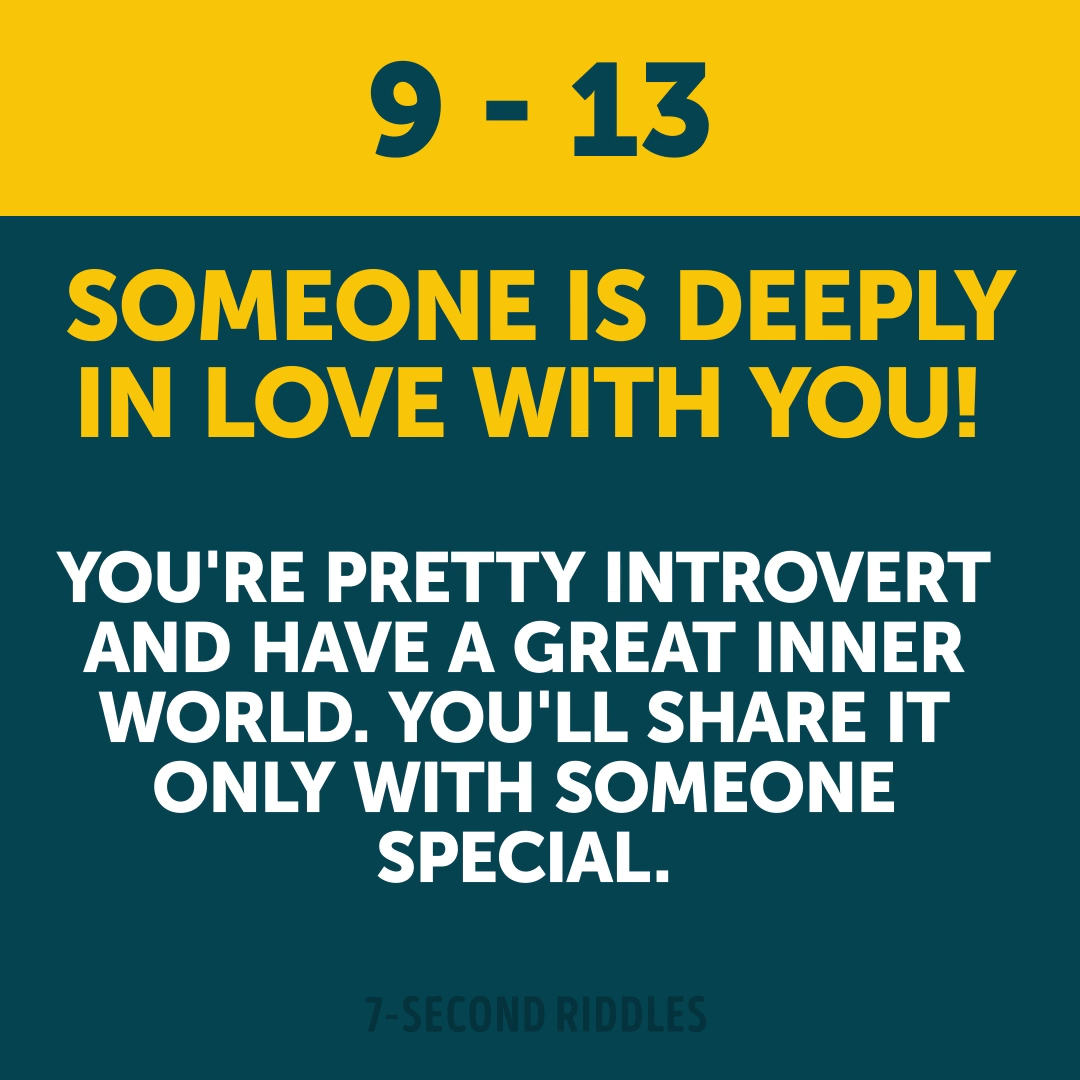 9 - 13
SOMEONE IS DEEPLY
IN LOVE WITH YOU!
YOU'RE PRETTY INTROVERT
AND HAVE A GREAT INNER
WORLD. YOU'LL SHARE IT
ONLY WITH SOMEONE
SPECIAL.
7-SECOND RIDDLES